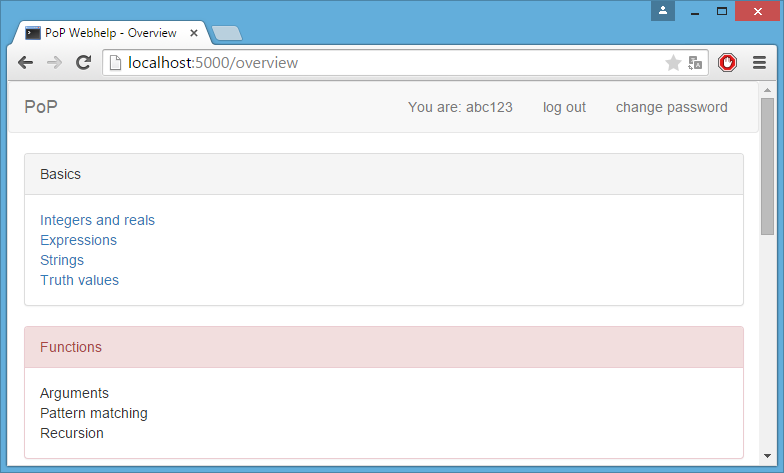 PoP Webhelp - Overview
localhost:5000/overview
PoP You are: abc123 log out change password
Basics
Integers and reals
Expressions
Strings
Truth values
Functions
Arguments
Pattern matching
Recursion